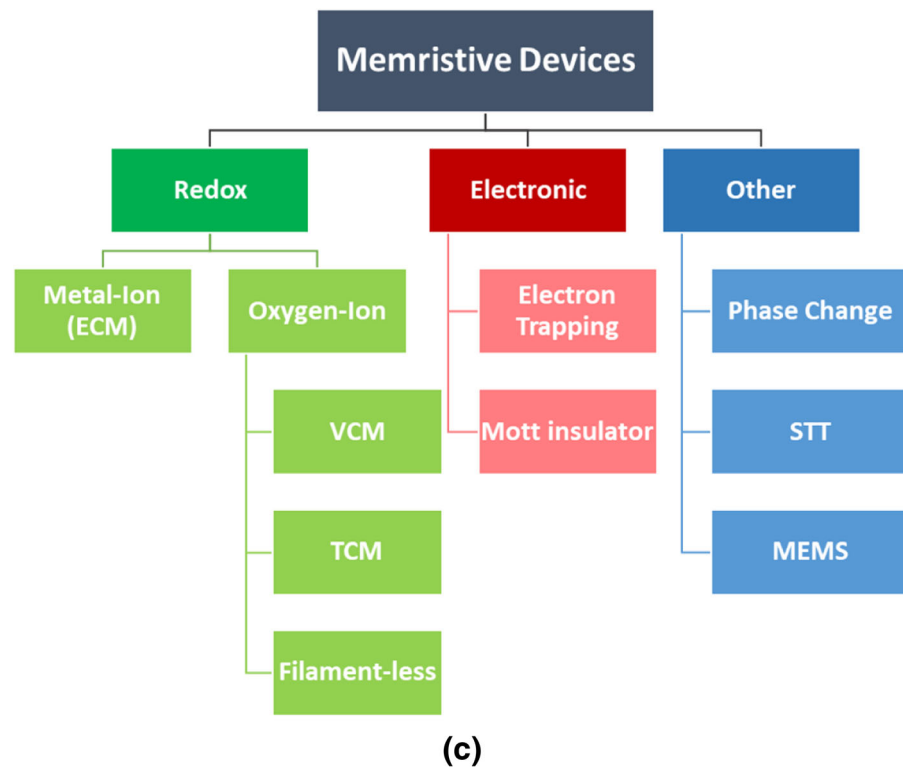 Memristive Devices
Redox
Electronic
Other
Metal-Ion
(ECM)
Oxygen-Ion
Electron
Trapping
Phase Change
VCM
Mott insulator
STT
TCM
MEMS
Filament-less
(c)